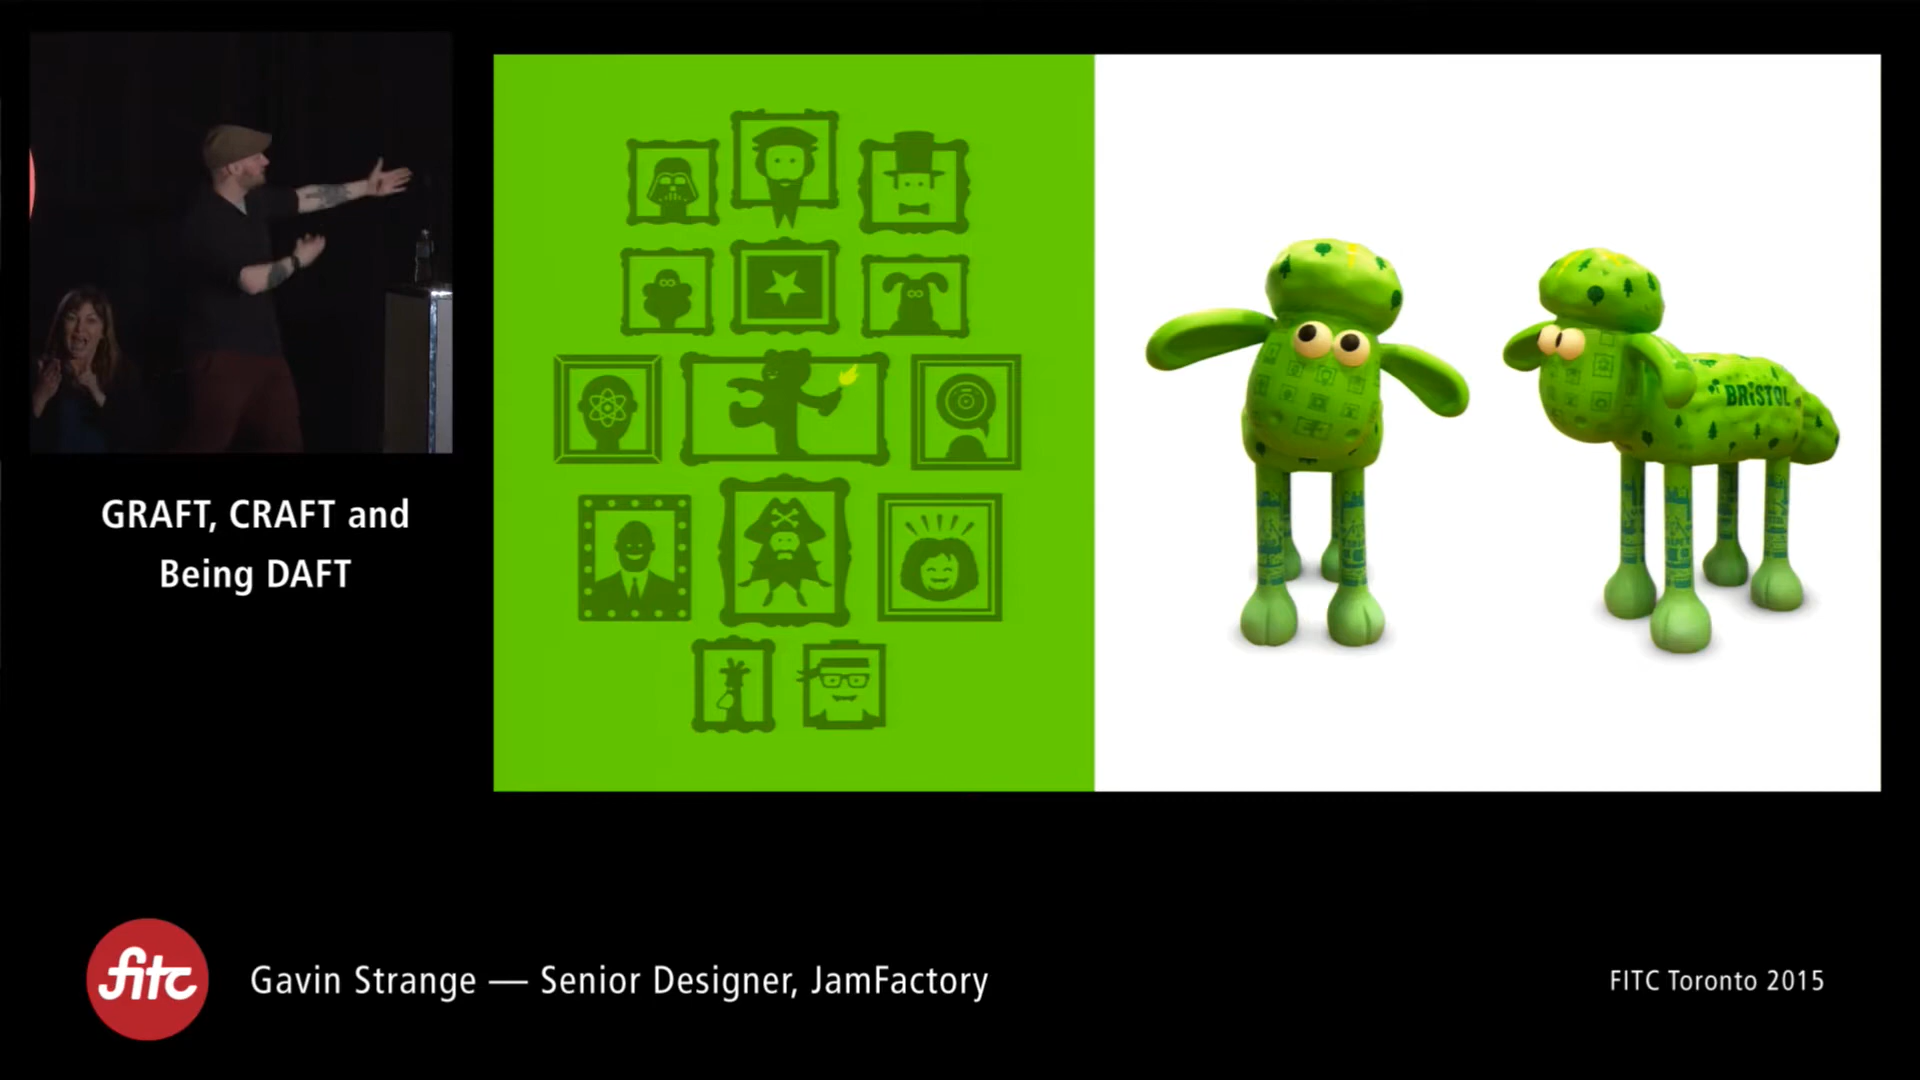 GRAFT, CRAFT and
Being DAFT
BRiSTOL
fitc
Gavin Strange — Senior Designer, JamFactory
FITC Toronto 2015